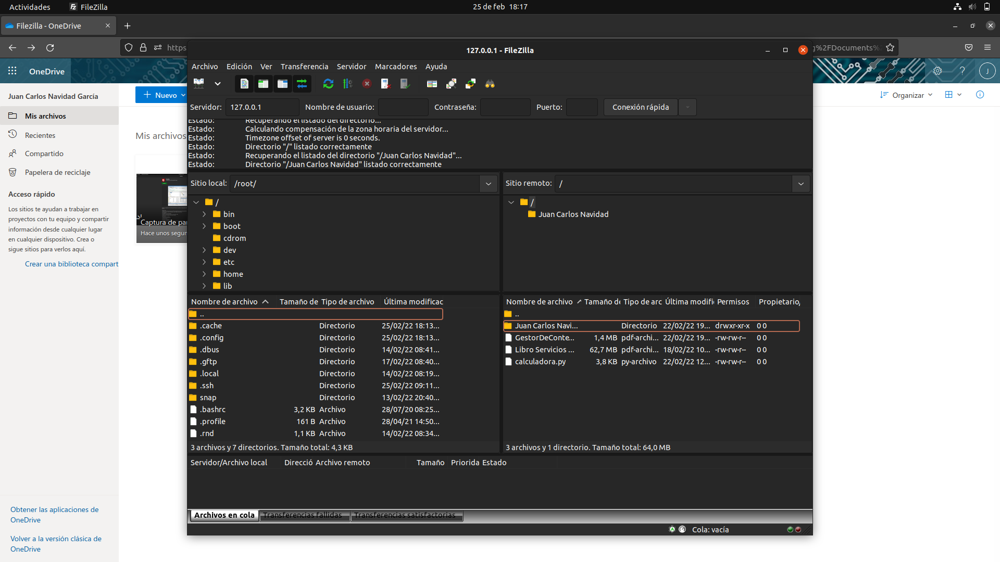 Actividades
FileZilla
25 de feb 18:17
Filezilla - OneDrive
https
g%2FDocuments%2
OneDrive
?
J
Juan Carlos Navidad García
Mis archivos
Recientes
Compartido
Papelera de reciclaje
Acceso rápido
Los sitios te ayudan a trabajar en
proyectos con tu equipo y compartir
información desde cualquier lugar
en cualquier dispositivo. Crea o
sigue sitios para verlos aquí.
Crear una biblioteca compart
Obtener las aplicaciones de
OneDrive
Volver a la versión clásica de
OneDrive
Nuevo
Organizar
Mis archivos
Captura de pan
Hace unos segun
127.0.0.1 - FileZilla
Archivo Edición Ver Transferencia Servidor Marcadores Ayuda
Servidor: 127.0.0.1 Nombre de usuario: Contraseña: Puerto: Conexión rápida
Estado: Recuperando el listado del directorio...
Estado: Calculando compensación de la zona horaria del servidor...
Estado: Timezone offset of server is 0 seconds.
Estado: Directorio "/" listado correctamente
Estado: Recuperando el listado del directorio "/Juan Carlos Navidad"...
Estado: Directorio "/Juan Carlos Navidad" listado correctamente
Sitio local: /root/
/
bin
boot
cdrom
dev
etc
home
lib
Sitio remoto: /
/
Juan Carlos Navidad
Nombre de archivo Tamaño de Tipo de archivo Última modificac
..
.cache Directorio 25/02/22 18:13...
.config Directorio 25/02/22 18:13...
.dbus Directorio 14/02/22 08:41...
.gftp Directorio 17/02/22 08:40...
.local Directorio 14/02/22 08:19...
.ssh Directorio 25/02/22 09:11...
snap Directorio 13/02/22 20:40...
.bashrc 3,2 KB Archivo 28/07/20 08:25...
.profile 161 B Archivo 28/04/21 14:50...
.rnd 1,1 KB Archivo 14/02/22 08:34...
3 archivos y 7 directorios. Tamaño total: 4,3 KB
Nombre de archivo Tamaño de Tipo de arc Última modifi Permisos Propietario/
..
Juan Carlos Navi... Directorio 22/02/22 19... drwxr-xr-x 0 0
GestorDeConte... 1,4 MB pdf-archi... 22/02/22 19... -rw-rw-r-- 0 0
Libro Servicios ... 62,7 MB pdf-archi... 18/02/22 10... -rw-rw-r-- 0 0
calculadora.py 3,8 KB py-archivo 22/02/22 12... -rw-rw-r-- 0 0
3 archivos y 1 directorio. Tamaño total: 64,0 MB
Servidor/Archivo local Direcció Archivo remoto Tamaño Priorida Estado
Archivos en cola Transferencias fallidas Transferencias satisfactorias
Cola: vacía